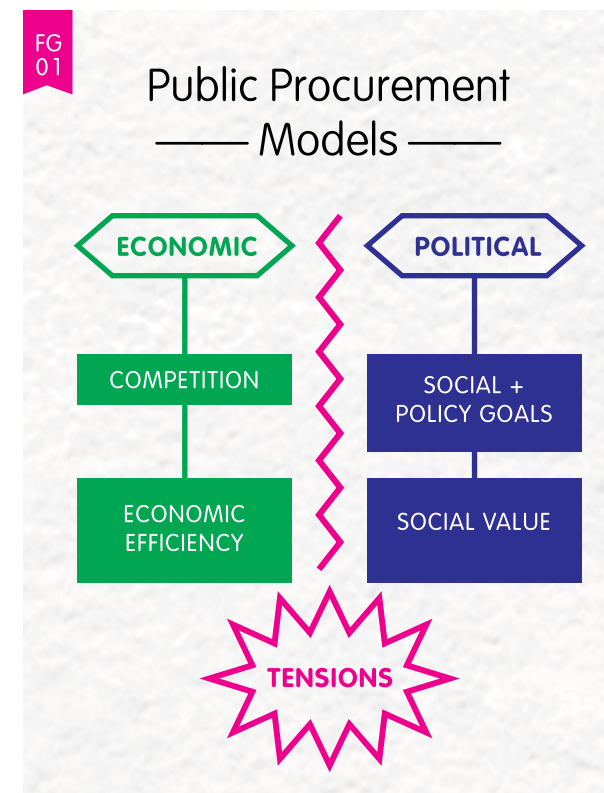 FG
01
Public Procurement
Models
ECONOMIC
COMPETITION
ECONOMIC
EFFICIENCY
POLITICAL
SOCIAL +
POLICY GOALS
SOCIAL VALUE
TENSIONS